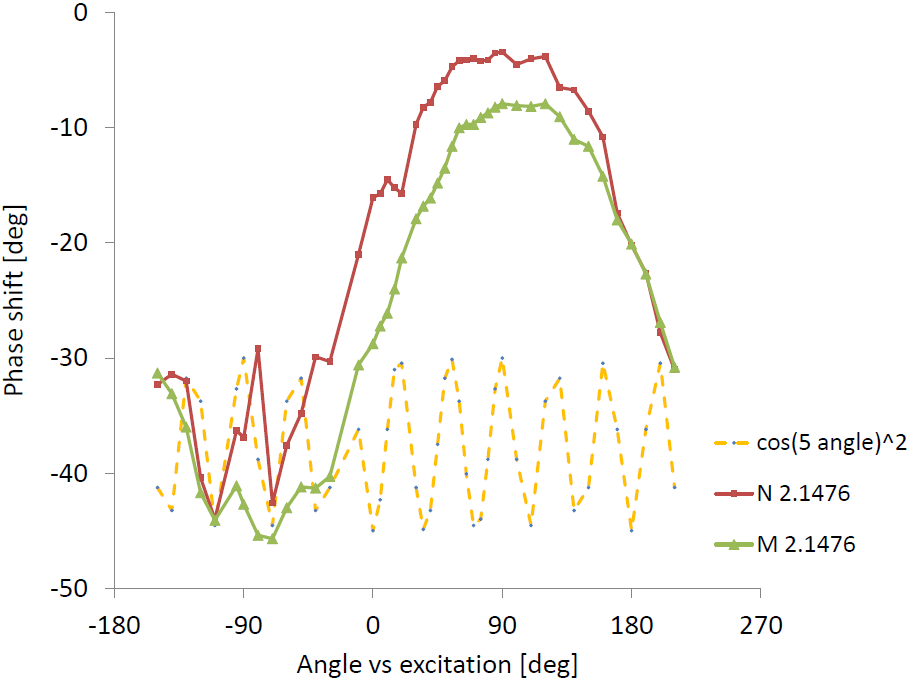 0
-10
-20
-30
-40
-50
-180
-90
0
90
180
270
Phase shift [deg]
Angle vs excitation [deg]
cos(5 angle)^2
N 2.1476
M 2.1476